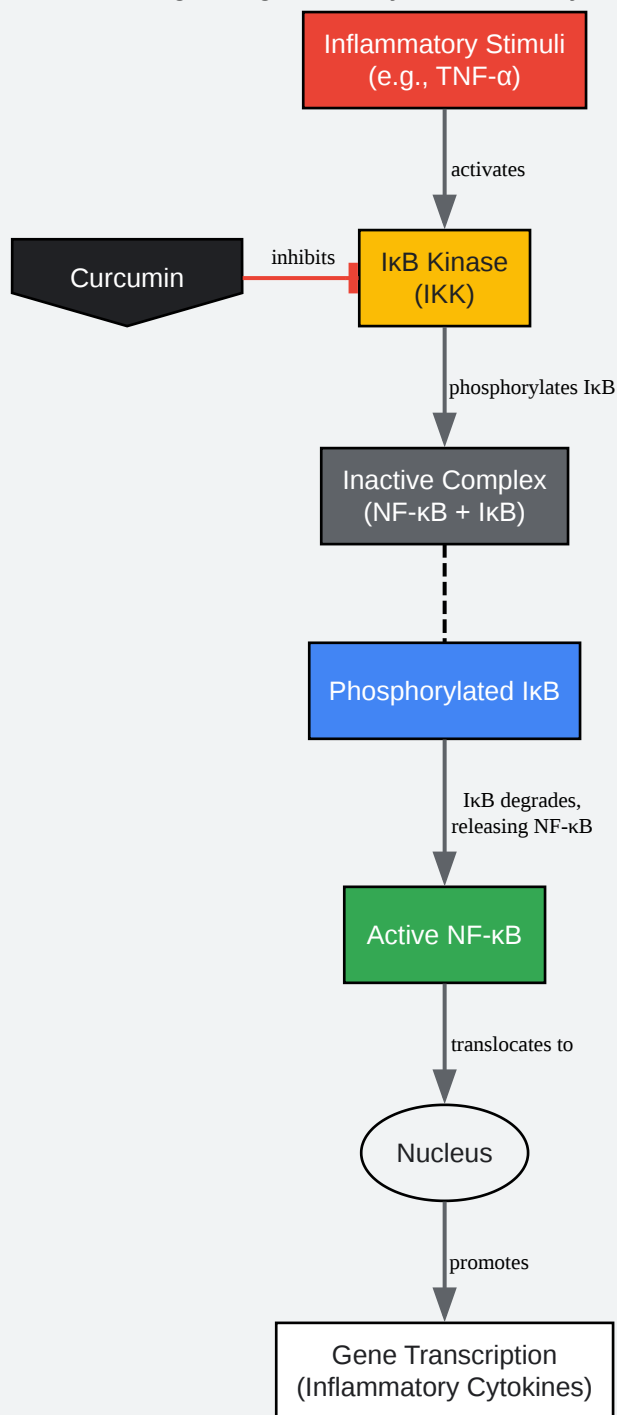 Inflammatory Stimuli
(e.g., TNF-α)
activates
Curcumin
inhibits
IκB Kinase
(IKK)
phosphorylates IκB
Inactive Complex
(NF-κB + IκB)
Phosphorylated IκB
IκB degrades,
releasing NF-κB
Active NF-κB
translocates to
Nucleus
promotes
Gene Transcription
(Inflammatory Cytokines)